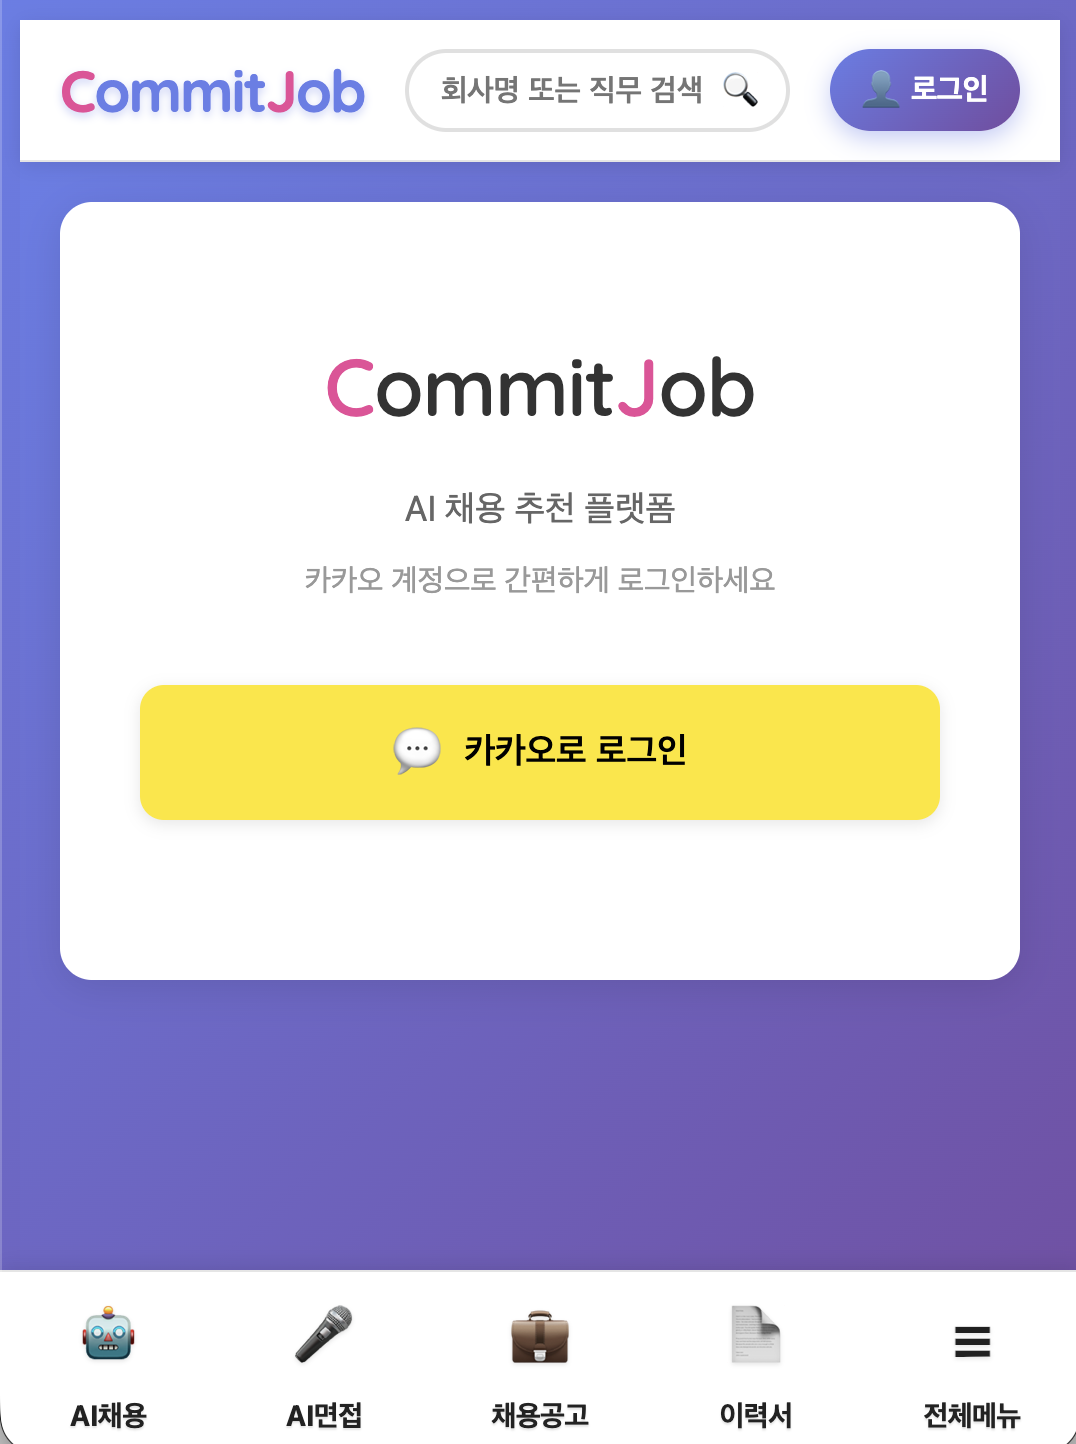 CommitJob
회사명 또는 직무 검색
로그인
CommitJob
AI 채용 추천 플랫폼
카카오 계정으로 간편하게 로그인하세요
카카오로 로그인
AI채용
AI면접
채용공고
이력서
전체메뉴